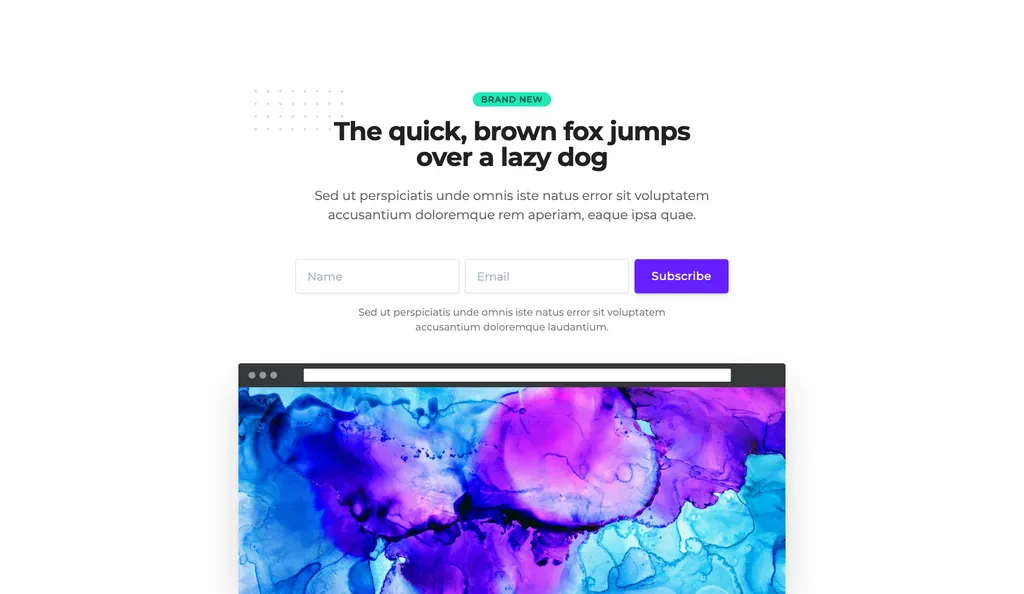 BRAND NEW
The quick, brown fox jumps
over a lazy dog
Sed ut perspiciatis unde omnis iste natus error sit voluptatem
accusantium doloremque rem aperiam, eaque ipsa quae.
Name
Email
Subscribe
Sed ut perspiciatis unde omnis iste natus error sit voluptatem
accusantium doloremque laudantium.